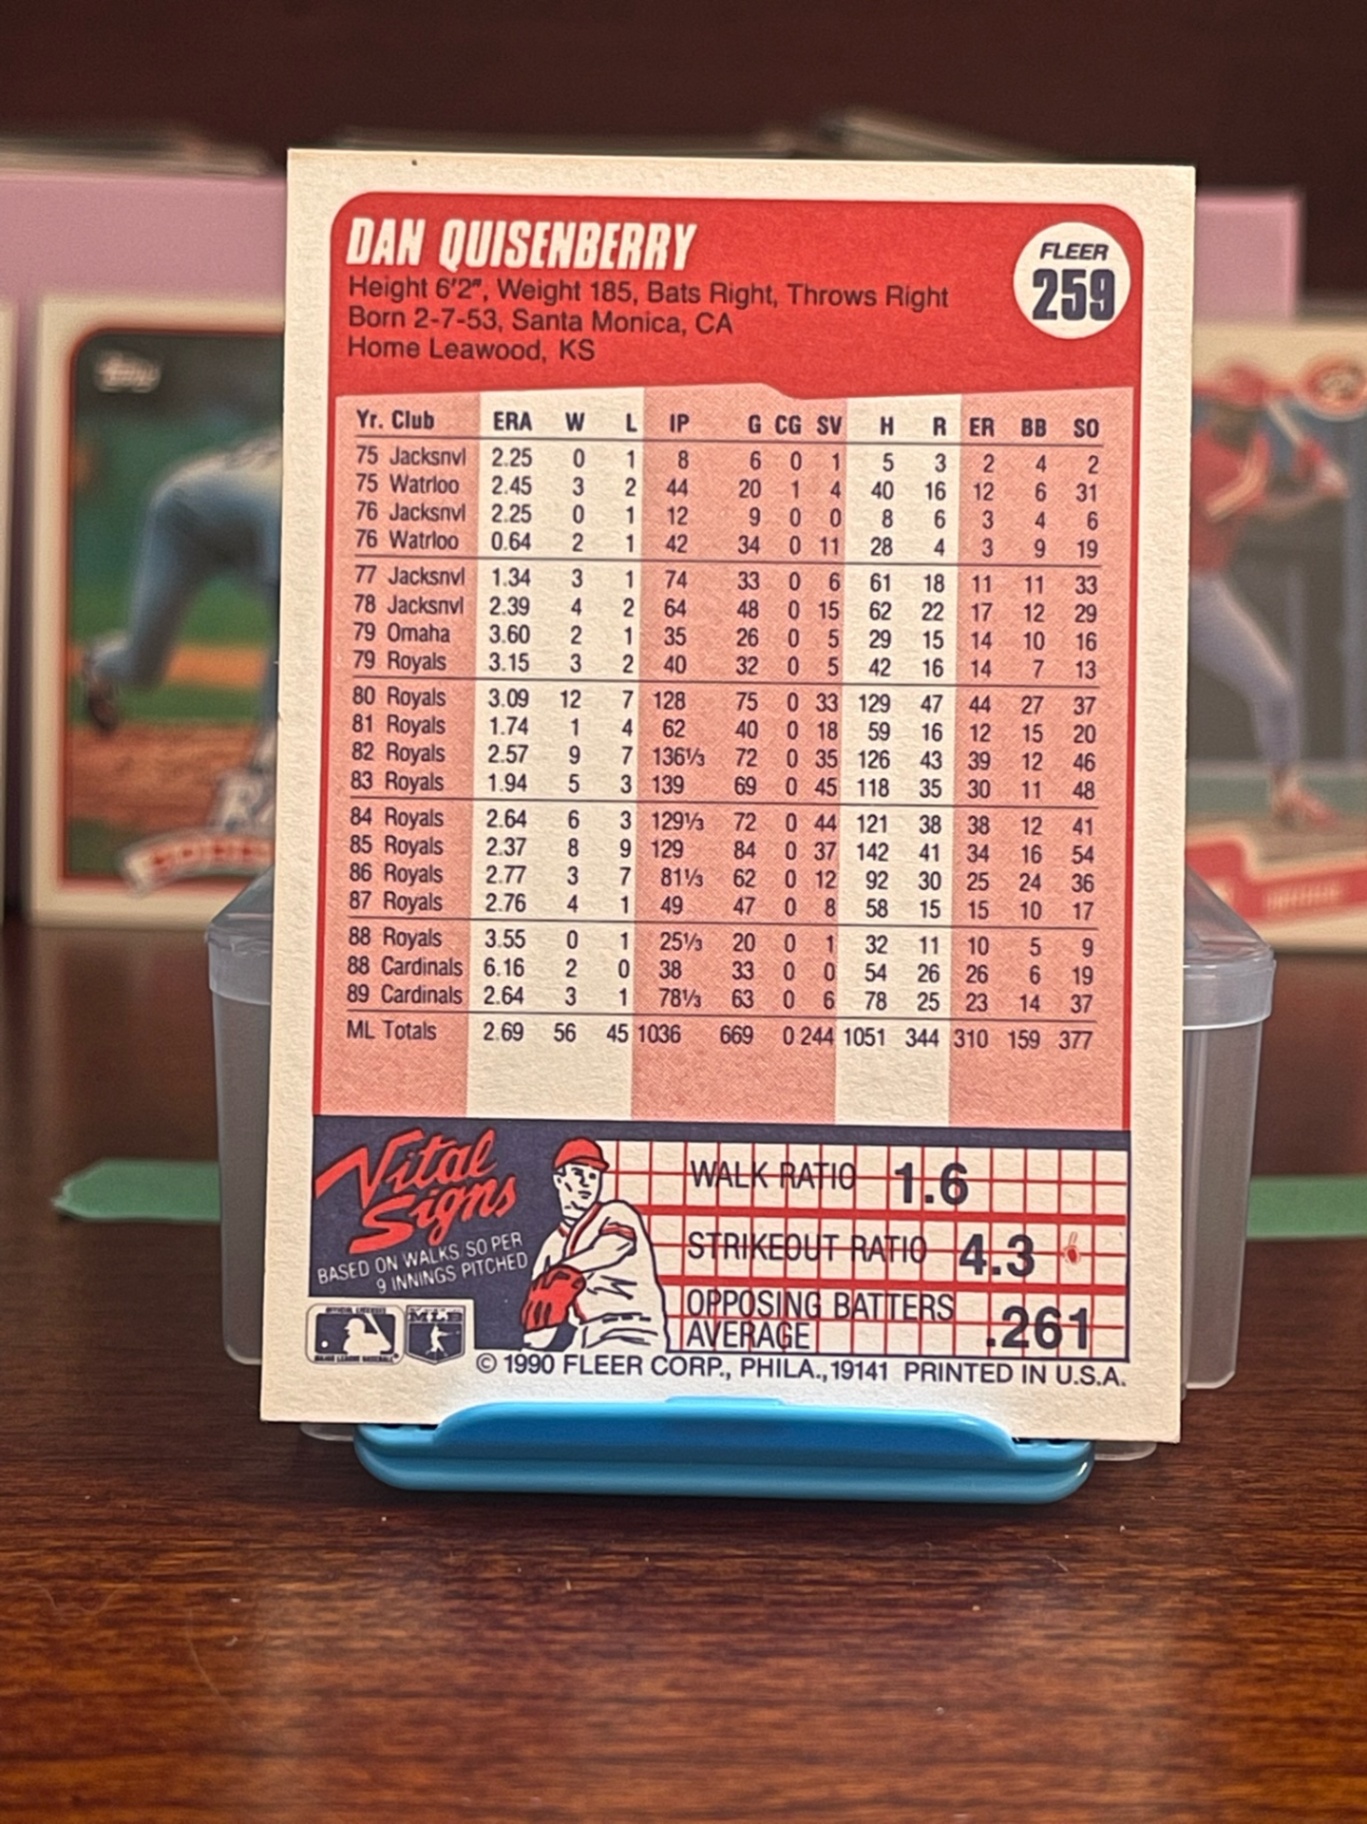 DAN QUISENBERRY
FLEER
259
Height 6'2", Weight 185, Bats Right, Throws Right
Born 2-7-53, Santa Monica, CA
Home Leawood, KS
Yr. Club ERA W L IP G CG SV H R ER BB SO
75 Jacksnvl 2.25 0 1 8 6 0 1 5 3 2 4 2
75 Watrloo 2.45 3 2 44 20 1 4 40 16 12 6 31
76 Jacksnvl 2.25 0 1 12 9 0 0 8 6 3 4 6
76 Watrloo 0.64 2 1 42 34 0 11 28 4 3 9 19
77 Jacksnvl 1.34 3 1 74 33 0 6 61 18 11 11 33
78 Jacksnvl 2.39 4 2 64 48 0 15 62 22 17 12 29
79 Omaha 3.60 2 1 35 26 0 5 29 15 14 10 16
79 Royals 3.15 3 2 40 32 0 5 42 16 14 7 13
80 Royals 3.09 12 7 128 75 0 33 129 47 44 27 37
81 Royals 1.74 1 4 62 40 0 18 59 16 12 15 20
82 Royals 2.57 9 7 136⅓ 72 0 35 126 43 39 12 46
83 Royals 1.94 5 3 139 69 0 45 118 35 30 11 48
84 Royals 2.64 6 3 129⅓ 72 0 44 121 38 38 12 41
85 Royals 2.37 8 9 129 84 0 37 142 41 34 16 54
86 Royals 2.77 3 7 81⅓ 62 0 12 92 30 25 24 36
87 Royals 2.76 4 1 49 47 0 8 58 15 15 10 17
88 Royals 3.55 0 1 25⅓ 20 0 1 32 11 10 5 9
88 Cardinals 6.16 2 0 38 33 0 0 54 26 26 6 19
89 Cardinals 2.64 3 1 78⅓ 63 0 6 78 25 23 14 37
ML Totals 2.69 56 45 1036 669 0 244 1051 344 310 159 377
Vital
Signs
BASED ON WALKS SO PER
9 INNINGS PITCHED
WALK RATIO 1.6
STRIKEOUT RATIO 4.3
OPPOSING BATTERS
AVERAGE .261
MLB
© 1990 FLEER CORP., PHILA., 19141 PRINTED IN U.S.A.
Topps